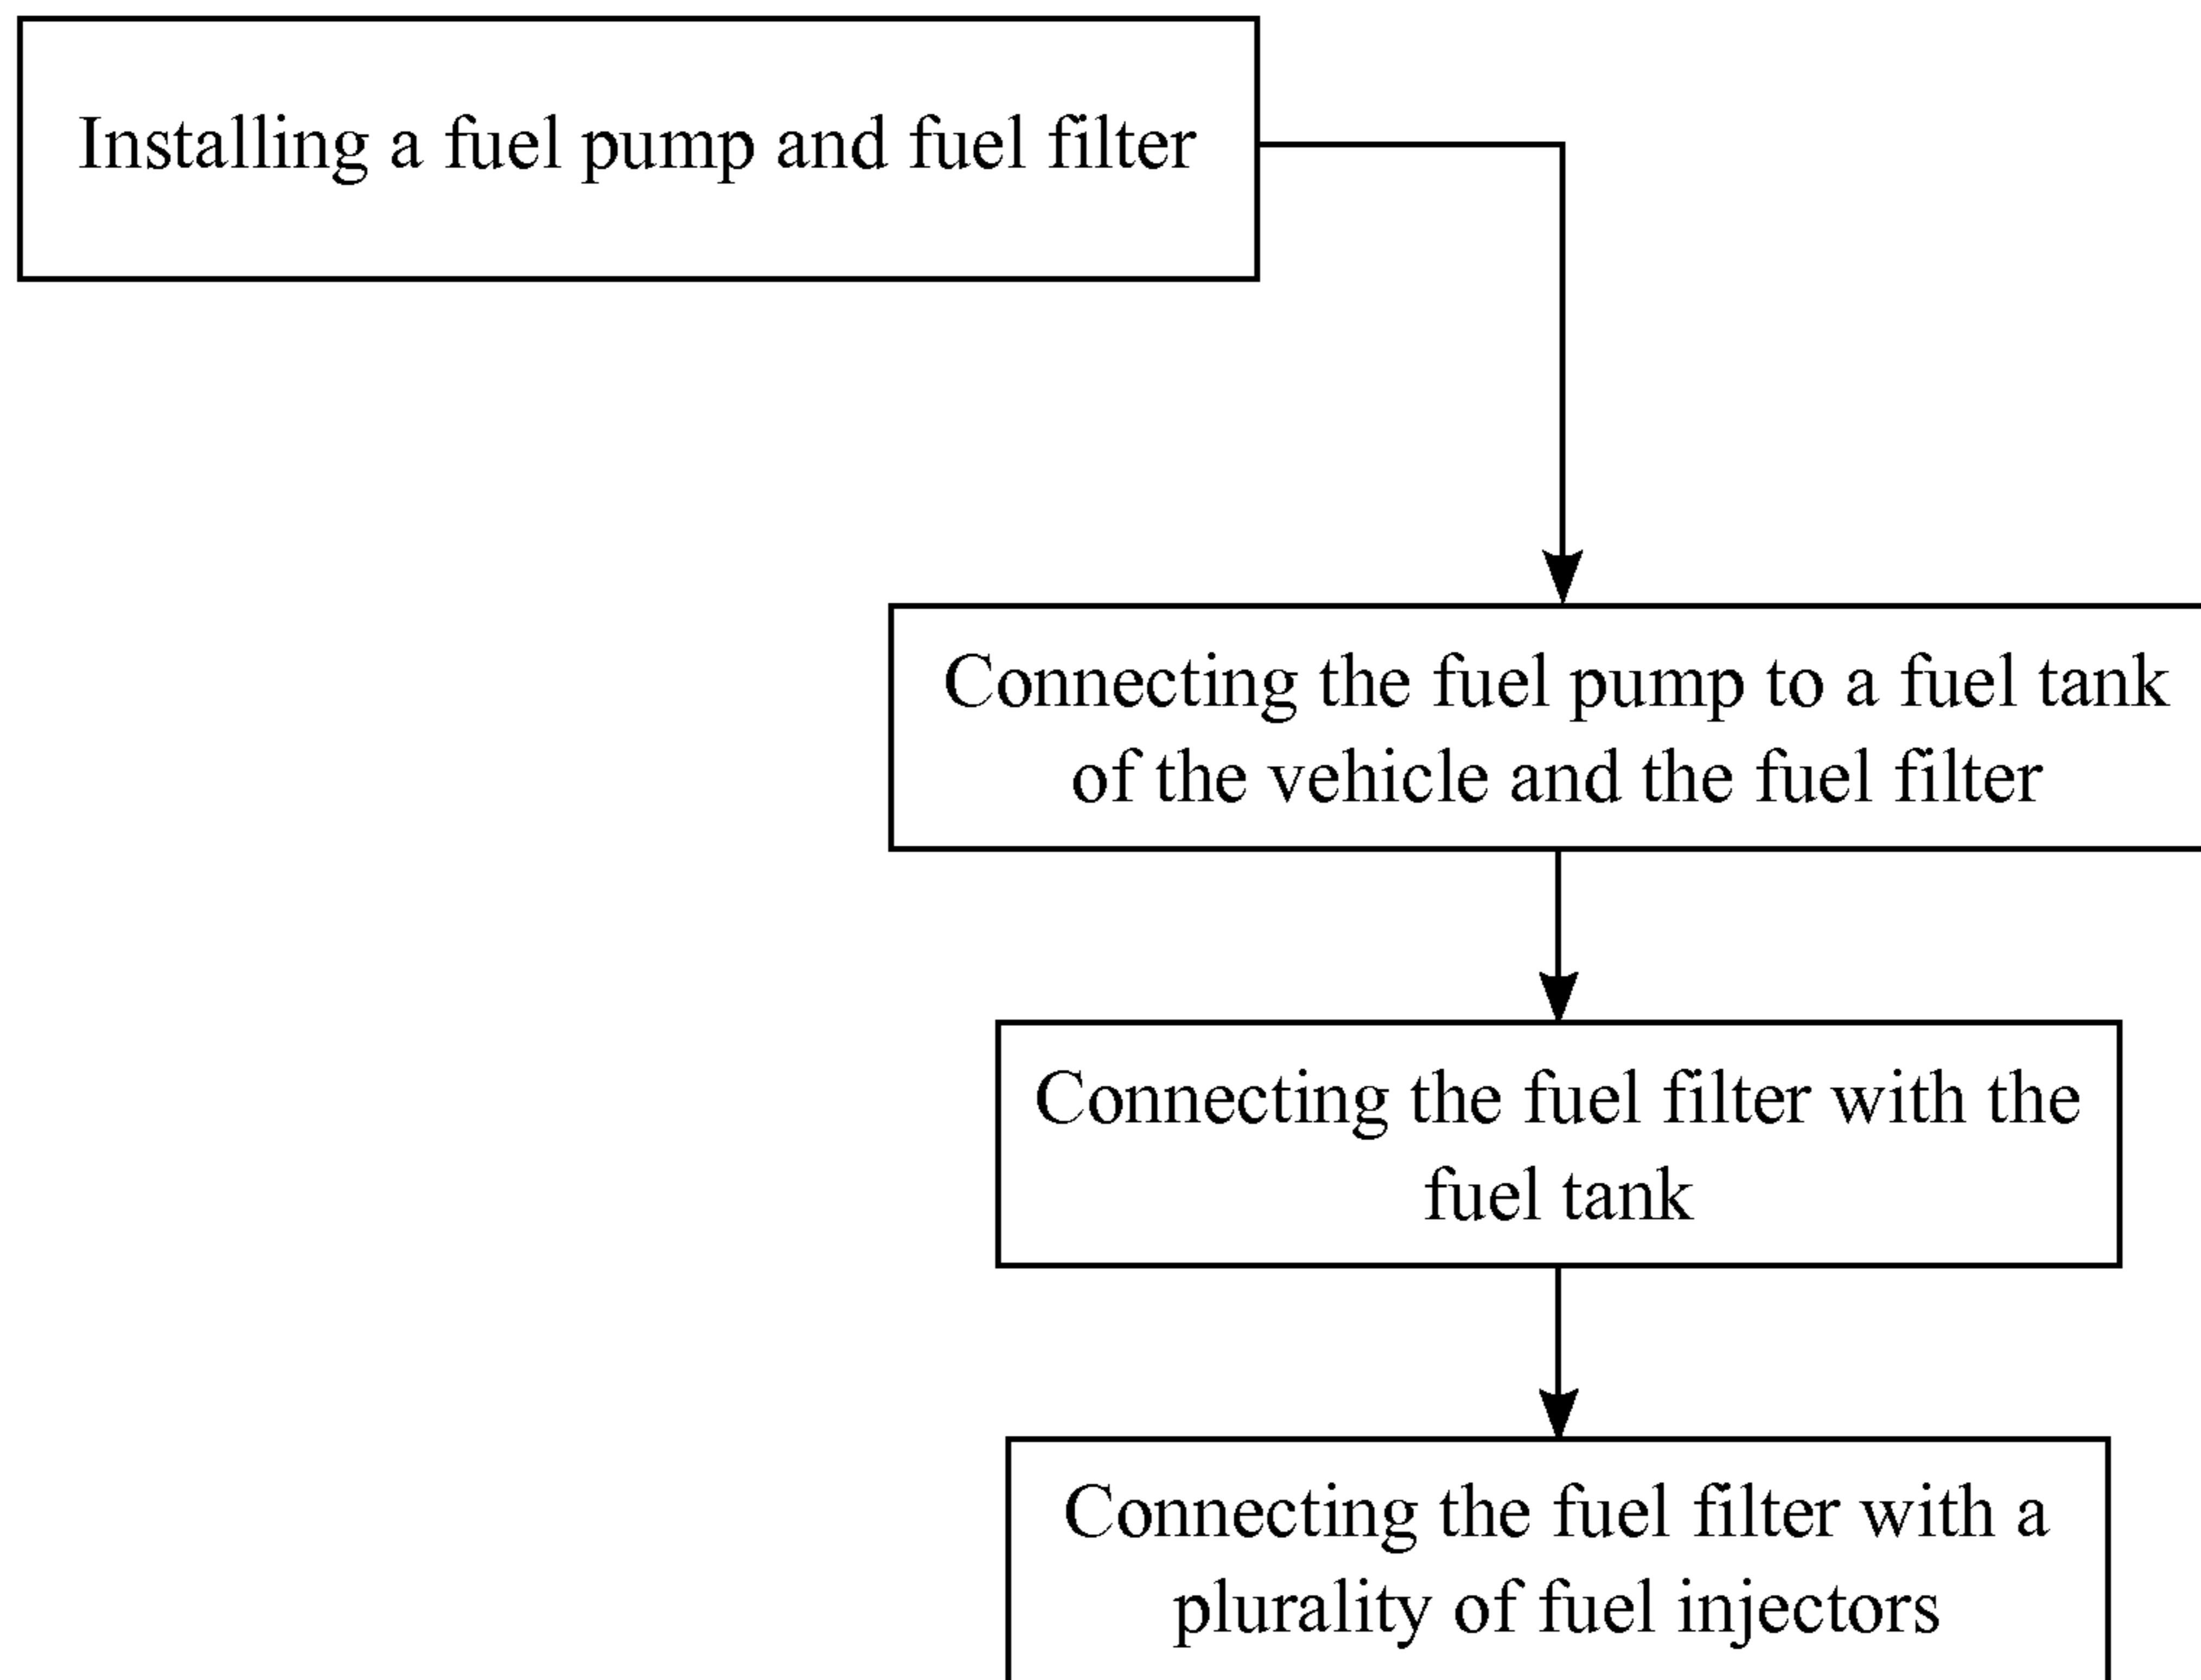 Installing a fuel pump and fuel filter
Connecting the fuel pump to a fuel tank
of the vehicle and the fuel filter
Connecting the fuel filter with the
fuel tank
Connecting the fuel filter with a
plurality of fuel injectors